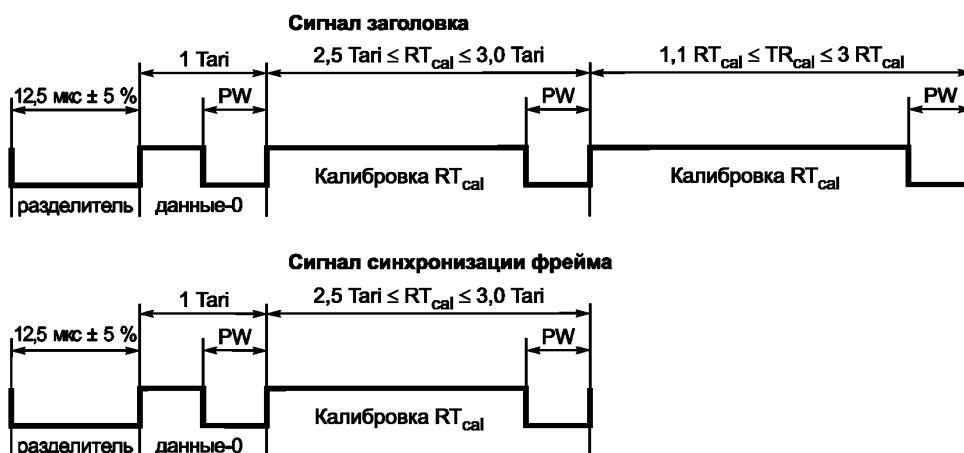 Сигнал заголовка
1 Tari
2,5 Tari ≤ RTcal ≤ 3,0 Tari
1,1 RTcal ≤ TRcal ≤ 3 RTcal
12,5 мкс ± 5 %
PW
PW
PW
Калибровка RTcal
Калибровка RTcal
разделитель
данные-0
Сигнал синхронизации фрейма
1 Tari
2,5 Tari ≤ RTcal ≤ 3,0 Tari
12,5 мкс ± 5 %
PW
PW
Калибровка RTcal
разделитель
данные-0